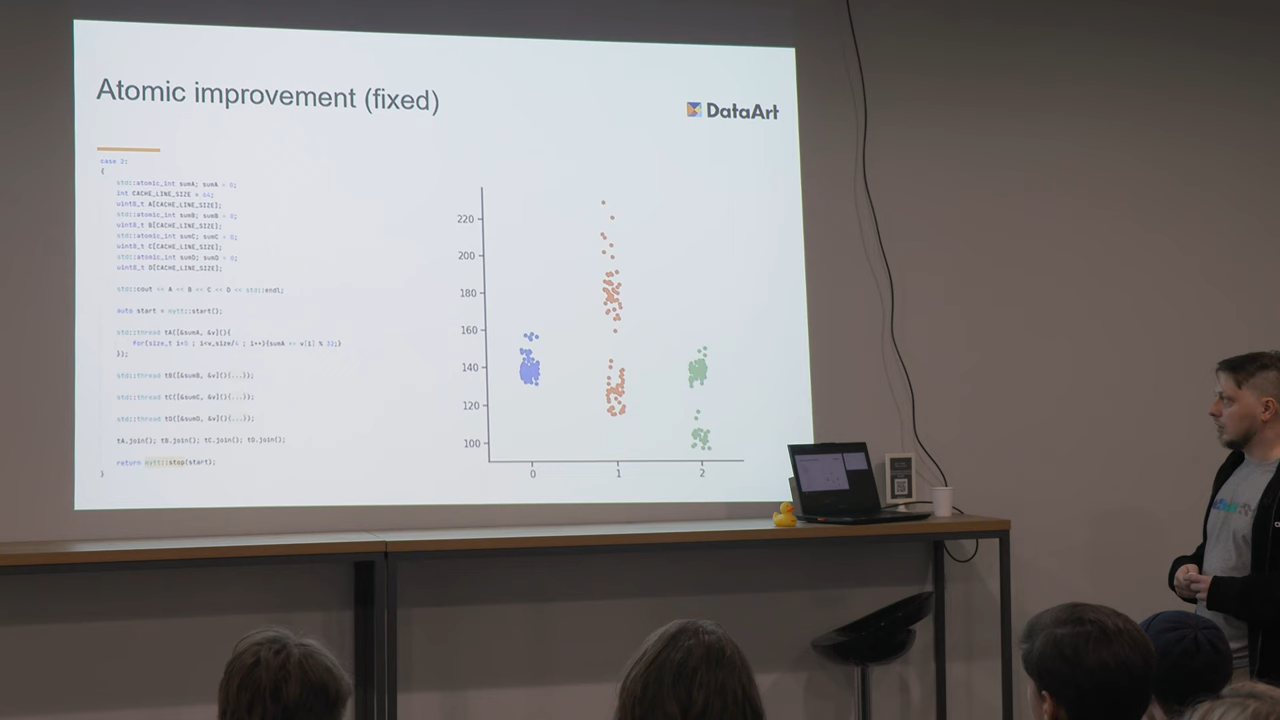 Atomic improvement (fixed)
DataArt
case 2:
{
std::atomic_int sumA; sumA = 0;
int CACHE_LINE_SIZE = 64;
uint8_t A[CACHE_LINE_SIZE];
std::atomic_int sumB; sumB = 0;
uint8_t B[CACHE_LINE_SIZE];
std::atomic_int sumC; sumC = 0;
uint8_t C[CACHE_LINE_SIZE];
std::atomic_int sumD; sumD = 0;
uint8_t D[CACHE_LINE_SIZE];
std::cout << A << B << C << D << std::endl;
auto start = mytt::start();
std::thread tA([&sumA, &v](){
for(size_t i=0 ; i<v_size/4 ; i++){sumA += v[i] % 32;}
});
std::thread tB([&sumB, &v](){...});
std::thread tC([&sumC, &v](){...});
std::thread tD([&sumD, &v](){...});
tA.join(); tB.join(); tC.join(); tD.join();
return mytt::stop(start);
}
220
200
180
160
140
120
100
0 1 2